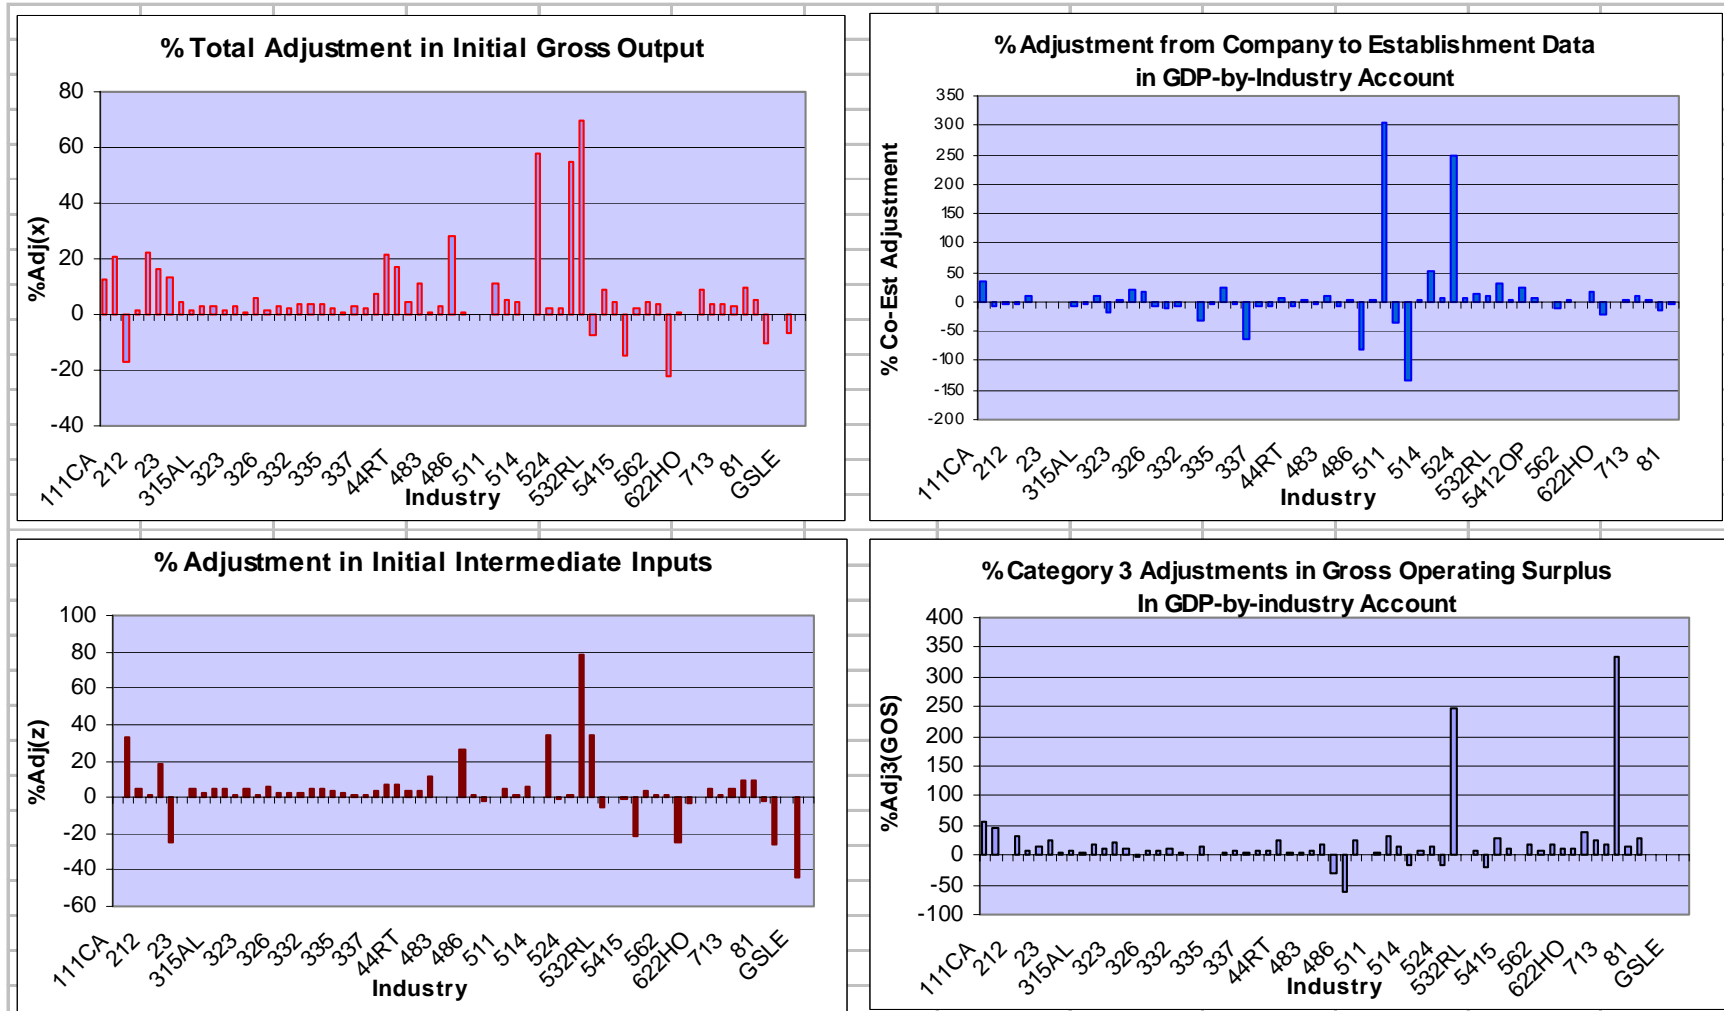 % Total Adjustment in Initial Gross Output
80
60
40
20
0
-20
-40
%Adj(x)
111CA
212
23
315AL
323
326
332
335
337
44RT
483
486
511
514
524
532RL
5415
562
622HO
713
81
GSLE
Industry
% Adjustment from Company to Establishment Data
in GDP-by-Industry Account
350
300
250
200
150
100
50
0
-50
-100
-150
-200
% Co-Est Adjustment
111CA
212
23
315AL
323
326
332
335
337
44RT
483
486
511
514
524
532RL
5412OP
562
622HO
713
81
Industry
% Adjustment in Initial Intermediate Inputs
100
80
60
40
20
0
-20
-40
-60
%Adj(z)
111CA
212
23
315AL
323
326
332
335
337
44RT
483
486
511
514
524
532RL
5415
562
622HO
713
81
GSLE
Industry
% Category 3 Adjustments in Gross Operating Surplus
In GDP-by-industry Account
400
350
300
250
200
150
100
50
0
-50
-100
%Adj3(GOS)
111CA
212
23
315AL
323
326
332
335
337
44RT
483
486
511
514
524
532RL
5415
562
622HO
713
81
GSLE
Industry